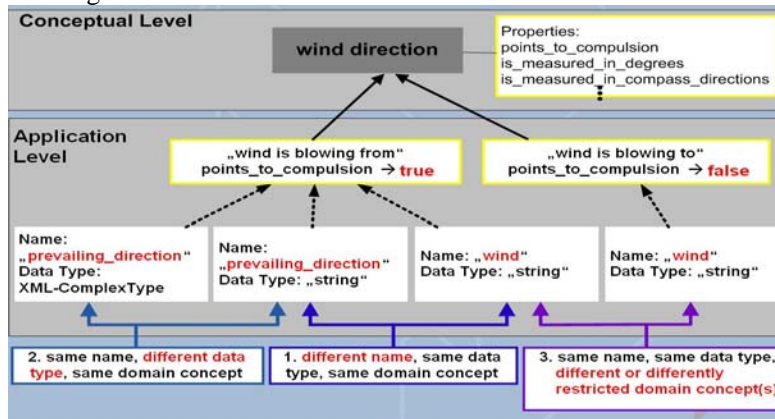 Conceptual Level
wind direction
Properties:
points_to_compulsion
is_measured_in_degrees
is_measured_in_compass_directions
Application
Level
„wind is blowing from“
points_to_compulsion → true
„wind is blowing to“
points_to_compulsion → false
Name:
„prevailing_direction“
Data Type:
XML-ComplexType
Name:
„prevailing_direction“
Data Type: „string“
Name: „wind“
Data Type: „string“
Name: „wind“
Data Type: „string“
2. same name, different data
type, same domain concept
1. different name, same data
type, same domain concept
3. same name, same data type,
different or differently
restricted domain concept(s)